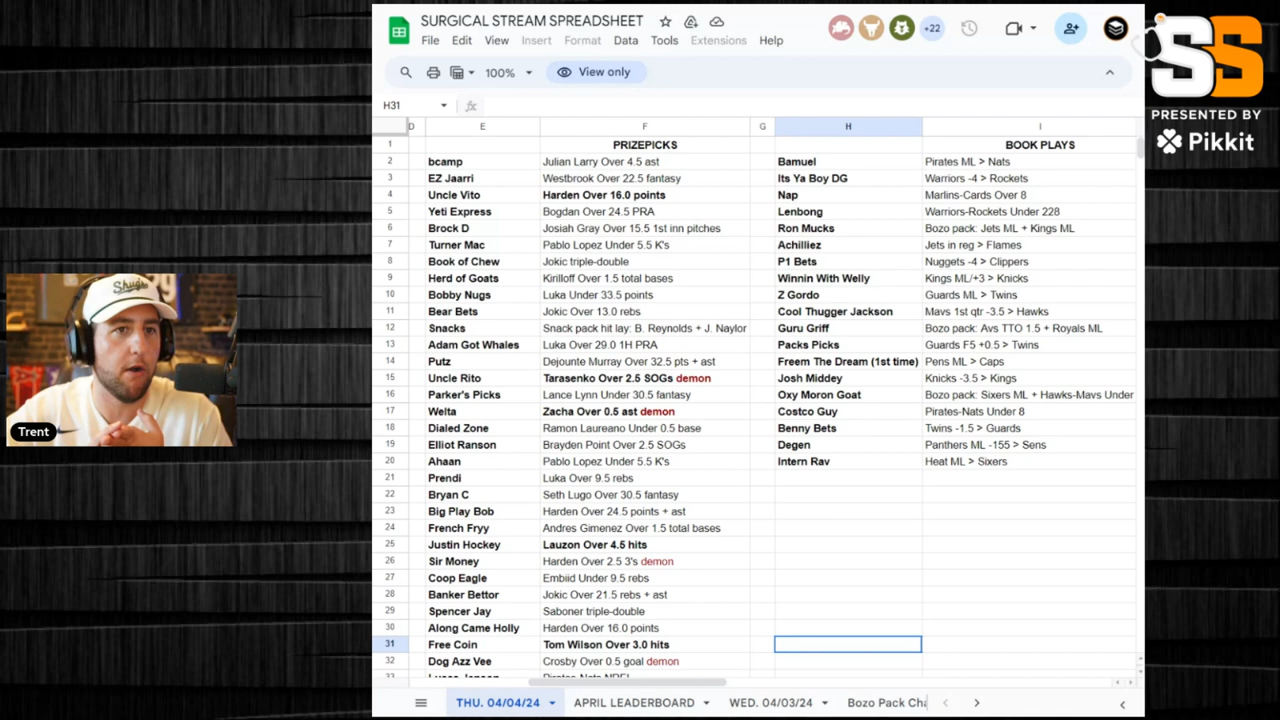 SURGICAL STREAM SPREADSHEET
+22
File Edit View Insert Format Data Tools Extensions Help
100% View only
H31 fx
D E F G H I
1 PRIZEPICKS BOOK PLAYS
2 bcamp Julian Larry Over 4.5 ast Bamuel Pirates ML > Nats
3 EZ Jaarri Westbrook Over 22.5 fantasy Its Ya Boy DG Warriors -4 > Rockets
4 Uncle Vito Harden Over 16.0 points Nap Marlins-Cards Over 8
5 Yeti Express Bogdan Over 24.5 PRA Lenbong Warriors-Rockets Under 228
6 Brock D Josiah Gray Over 15.5 1st inn pitches Ron Mucks Bozo pack: Jets ML + Kings ML
7 Turner Mac Pablo Lopez Under 5.5 K's Achilliez Jets in reg > Flames
8 Book of Chew Jokic triple-double P1 Bets Nuggets -4 > Clippers
9 Herd of Goats Kirilloff Over 1.5 total bases Winnin With Welly Kings ML/+3 > Knicks
10 Bobby Nugs Luka Under 33.5 points Z Gordo Guards ML > Twins
11 Bear Bets Jokic Over 13.0 rebs Cool Thugger Jackson Mavs 1st qtr -3.5 > Hawks
12 Snacks Snack pack hit lay: B. Reynolds + J. Naylor Guru Griff Bozo pack: Avs TTO 1.5 + Royals ML
13 Adam Got Whales Luka Over 29.0 1H PRA Packs Picks Guards F5 +0.5 > Twins
14 Putz Dejounte Murray Over 32.5 pts + ast Freem The Dream (1st time) Pens ML > Caps
15 Uncle Rito Tarasenko Over 2.5 SOGs demon Josh Middey Knicks -3.5 > Kings
16 Parker's Picks Lance Lynn Under 30.5 fantasy Oxy Moron Goat Bozo pack: Sixers ML + Hawks-Mavs Under
17 Welta Zacha Over 0.5 ast demon Costco Guy Pirates-Nats Under 8
18 Dialed Zone Ramon Laureano Under 0.5 base Benny Bets Twins -1.5 > Guards
19 Elliot Ranson Brayden Point Over 2.5 SOGs Degen Panthers ML -155 > Sens
20 Ahaan Pablo Lopez Under 5.5 K's Intern Rav Heat ML > Sixers
21 Prendi Luka Over 9.5 rebs
22 Bryan C Seth Lugo Over 30.5 fantasy
23 Big Play Bob Harden Over 24.5 points + ast
24 French Fryy Andres Gimenez Over 1.5 total bases
25 Justin Hockey Lauzon Over 4.5 hits
26 Sir Money Harden Over 2.5 3's demon
27 Coop Eagle Embiid Under 9.5 rebs
28 Banker Bettor Jokic Over 21.5 rebs + ast
29 Spencer Jay Saboner triple-double
30 Along Came Holly Harden Over 16.0 points
31 Free Coin Tom Wilson Over 3.0 hits
32 Dog Azz Vee Crosby Over 0.5 goal demon
THU. 04/04/24 APRIL LEADERBOARD WED. 04/03/24 Bozo Pack Cha
Trent
SS
PRESENTED BY
Pikkit